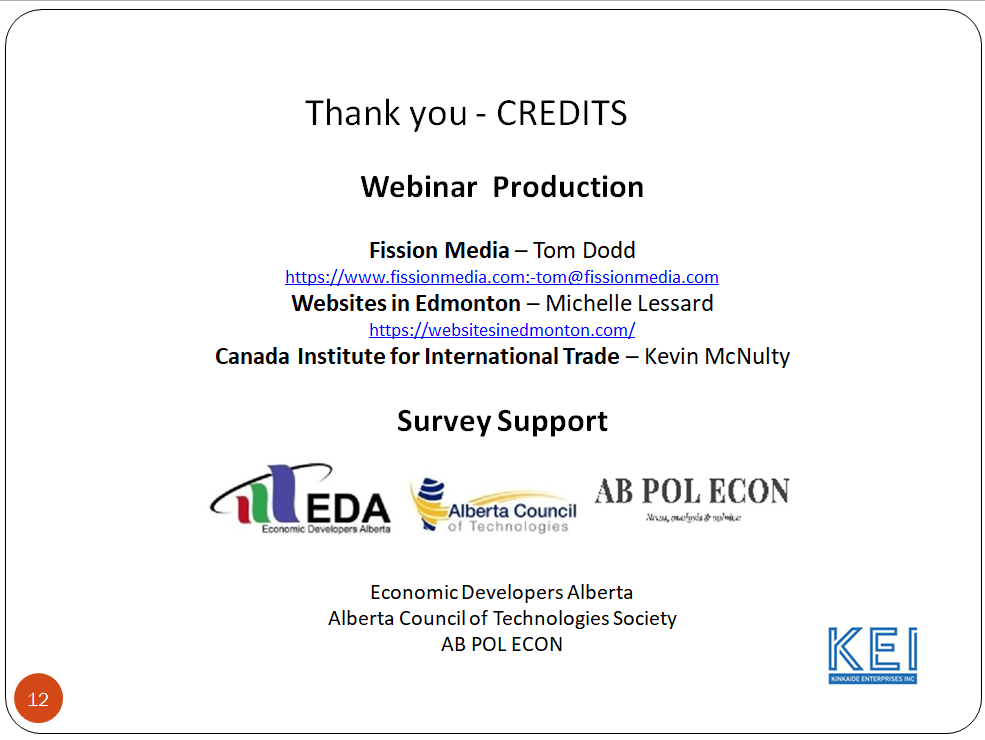 Thank you - CREDITS
Webinar Production
Fission Media – Tom Dodd
https://www.fissionmedia.com:-tom@fissionmedia.com
Websites in Edmonton – Michelle Lessard
https://websitesinedmonton.com/
Canada Institute for International Trade – Kevin McNulty
Survey Support
EDA
Economic Developers Alberta
Alberta Council
of Technologies
AB POL ECON
News, analysis & opinion
Economic Developers Alberta
Alberta Council of Technologies Society
AB POL ECON
KEI
KINKAIDE ENTERPRISES INC
12